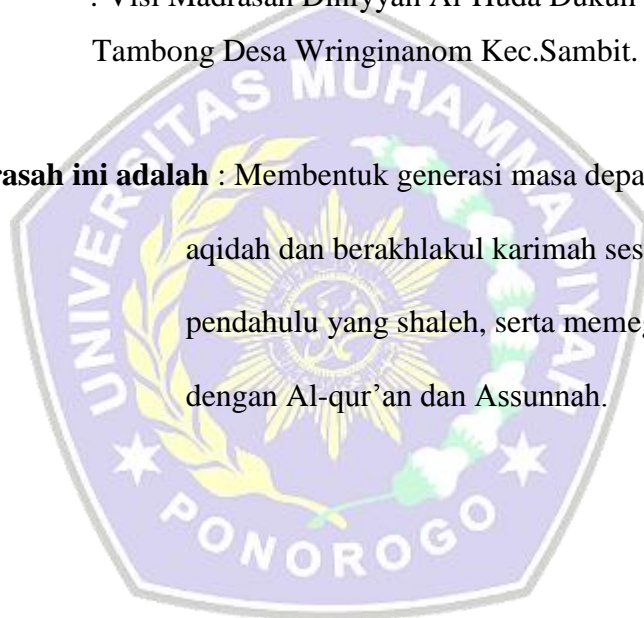 : Visi Madrasah Diniyyah Al-Huda Dukuh
Tambong Desa Wringinanom Kec.Sambit.
rasah ini adalah : Membentuk generasi masa depa
aqidah dan berakhlakul karimah ses
pendahulu yang shaleh, serta memeg
dengan Al-qur’an dan Assunnah.
UNIVERSITAS MUHAMMADIYAH
PONOROGO